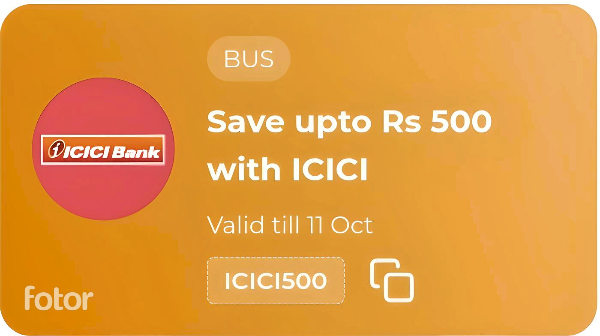 BUS
Save upto Rs 500
with ICICI
ICICI Bank
Valid till 11 Oct
ICICI500
fotor